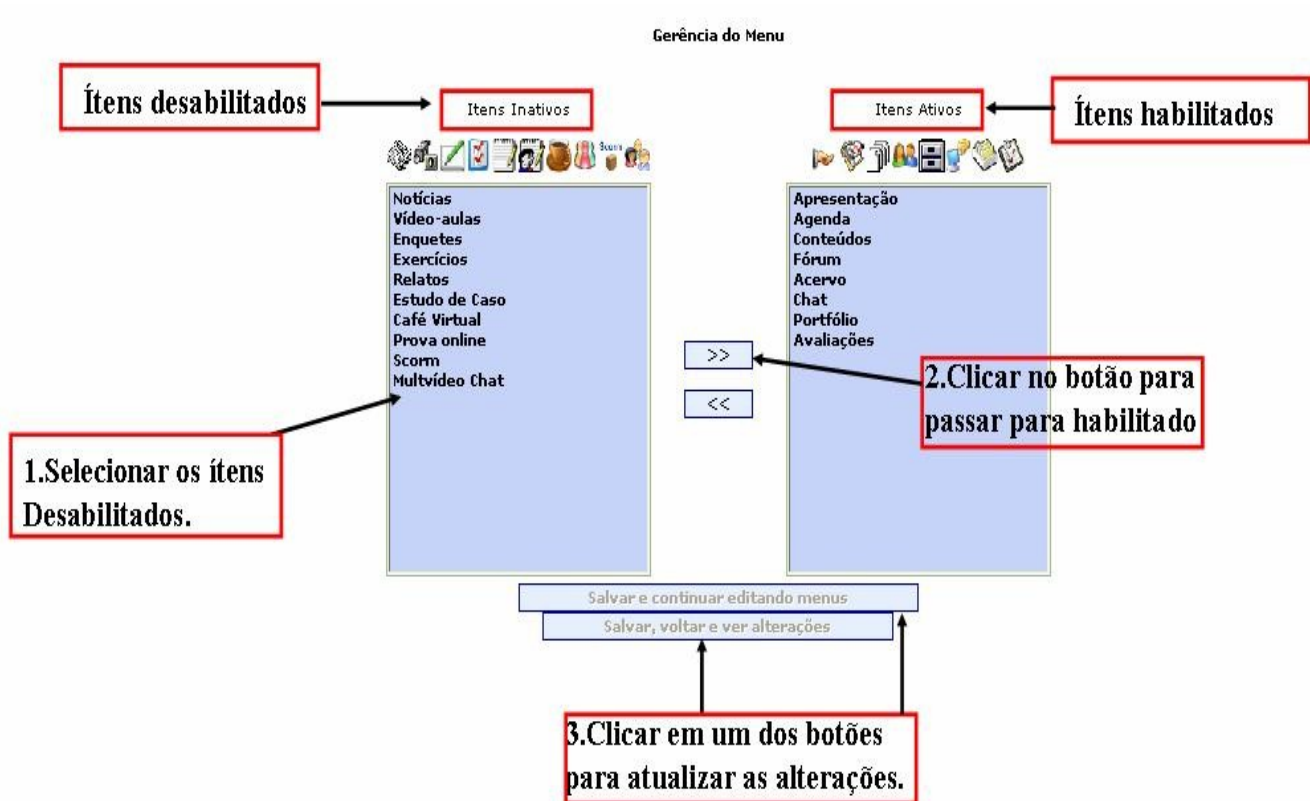 Gerência do Menu
Ítens desabilitados
Itens Inativos
Itens Ativos
Ítens habilitados
Scorm
Notícias
Vídeo-aulas
Enquetes
Exercícios
Relatos
Estudo de Caso
Café Virtual
Prova online
Scorm
Multvídeo Chat
Apresentação
Agenda
Conteúdos
Fórum
Acervo
Chat
Portfólio
Avaliações
>>
<<
2.Clicar no botão para
passar para habilitado
1.Selecionar os ítens
Desabilitados.
Salvar e continuar editando menus
Salvar, voltar e ver alterações
3.Clicar em um dos botões
para atualizar as alterações.